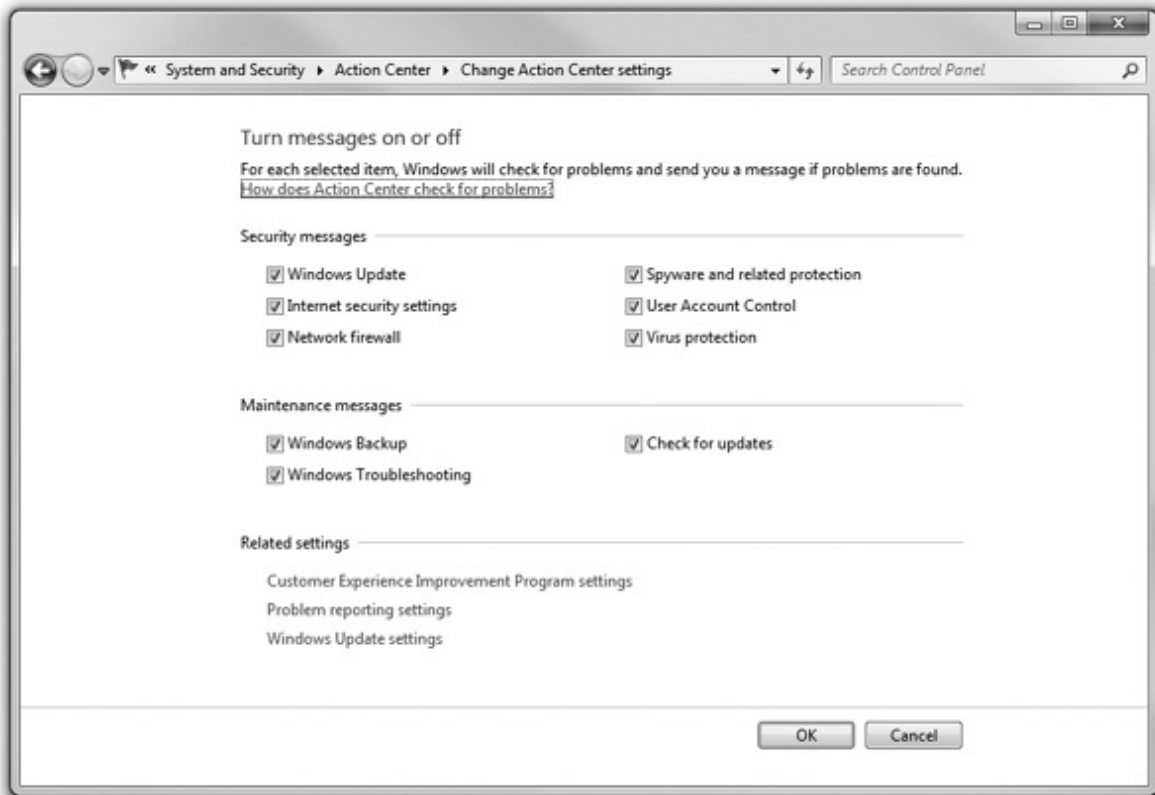 « System and Security ▸ Action Center ▸ Change Action Center settings Search Control Panel
Turn messages on or off
For each selected item, Windows will check for problems and send you a message if problems are found.
How does Action Center check for problems?
Security messages
Windows Update Spyware and related protection
Internet security settings User Account Control
Network firewall Virus protection
Maintenance messages
Windows Backup Check for updates
Windows Troubleshooting
Related settings
Customer Experience Improvement Program settings
Problem reporting settings
Windows Update settings
OK Cancel